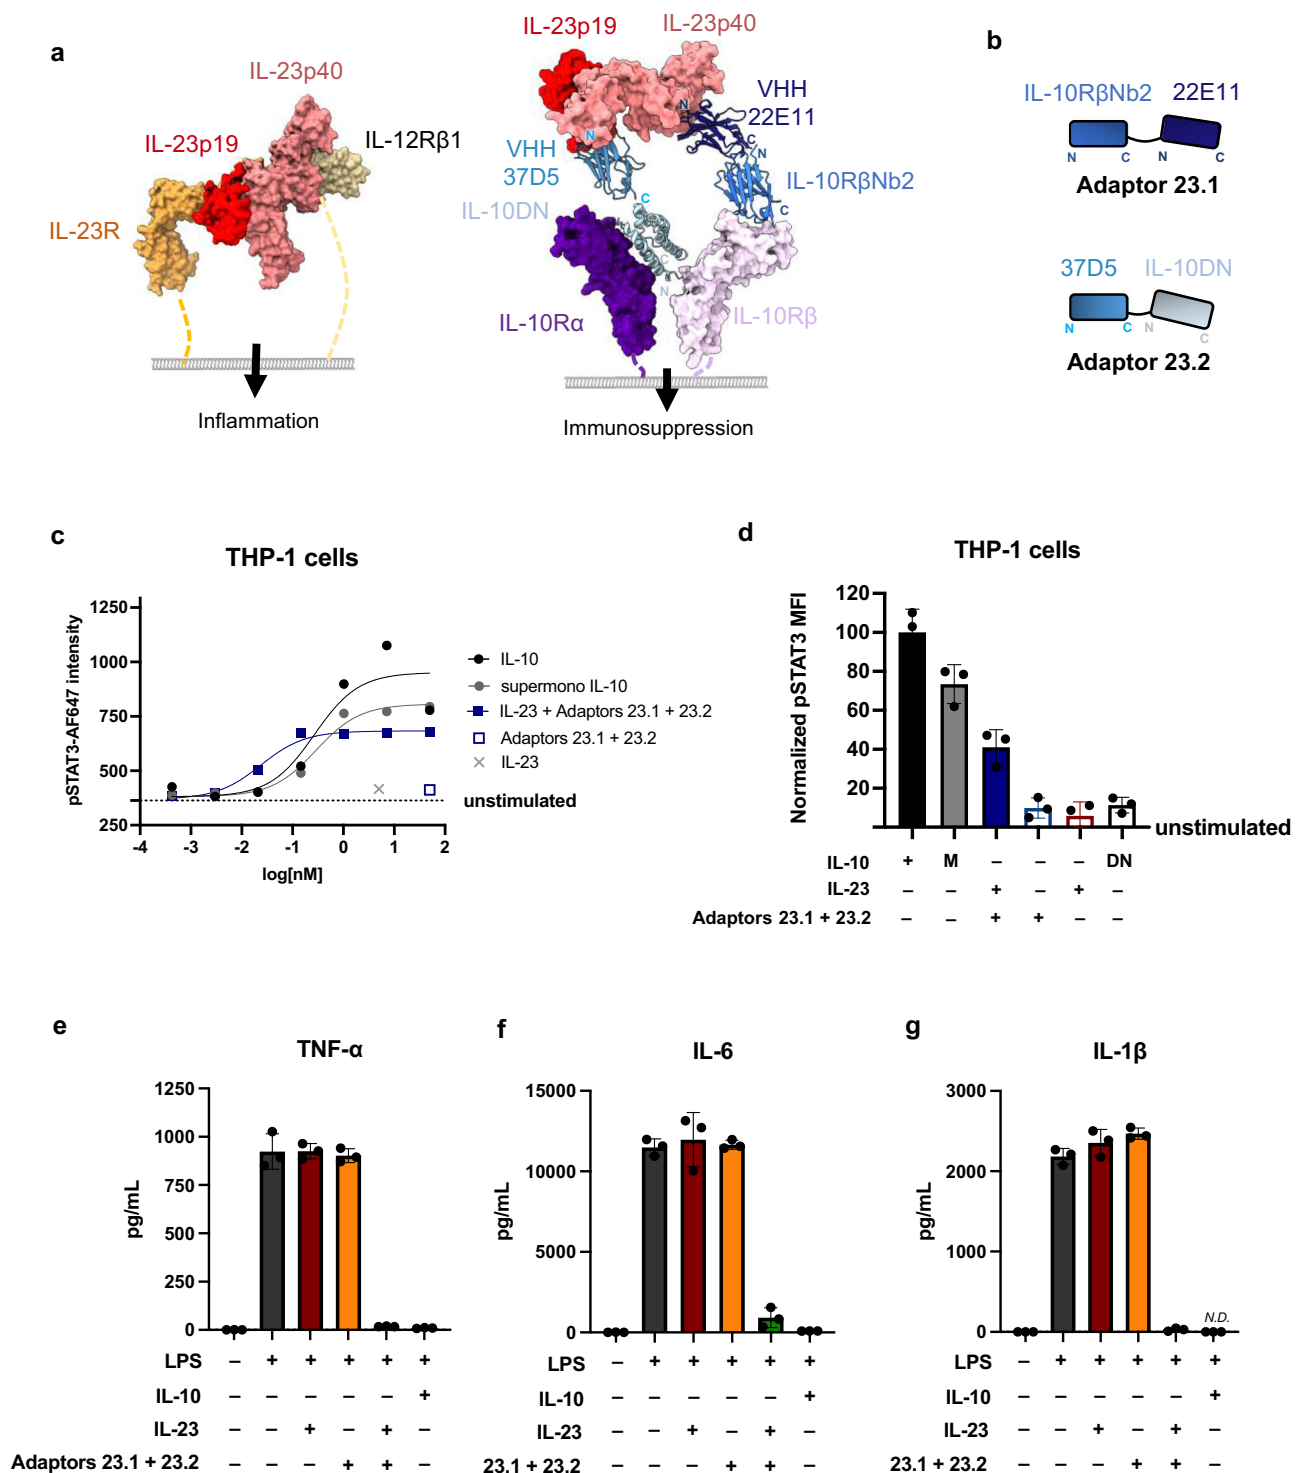 a
IL-23p40
IL-23p19
IL-12Rβ1
IL-23R
Inflammation
IL-23p19
IL-23p40
N
VHH
22E11
N
VHH
37D5
C
N
IL-10RβNb2
C
C
IL-10DN
C
N
IL-10Rα
IL-10Rβ
Immunosuppression
b
IL-10RβNb2 22E11
N C N C
Adaptor 23.1
37D5 IL-10DN
N C N C
Adaptor 23.2
c
THP-1 cells
pSTAT3-AF647 intensity
1250
1000
750
500
250
-4 -3 -2 -1 0 1 2
log[nM]
IL-10
supermono IL-10
IL-23 + Adaptors 23.1 + 23.2
Adaptors 23.1 + 23.2
IL-23
unstimulated
d
THP-1 cells
Normalized pSTAT3 MFI
120
100
80
60
40
20
unstimulated
IL-10 + M – – – DN
IL-23 – – + – + –
Adaptors 23.1 + 23.2 – – + + – –
e
TNF-α
pg/mL
1250
1000
750
500
250
0
LPS – + + + + +
IL-10 – – – – – +
IL-23 – – + – + –
Adaptors 23.1 + 23.2 – – – + + –
f
IL-6
pg/mL
15000
10000
5000
0
LPS – + + + + +
IL-10 – – – – – +
IL-23 – – + – + –
23.1 + 23.2 – – – + + –
g
IL-1β
pg/mL
3000
2000
1000
0
N.D.
LPS – + + + + +
IL-10 – – – – – +
IL-23 – – + – + –
23.1 + 23.2 – – – + + –